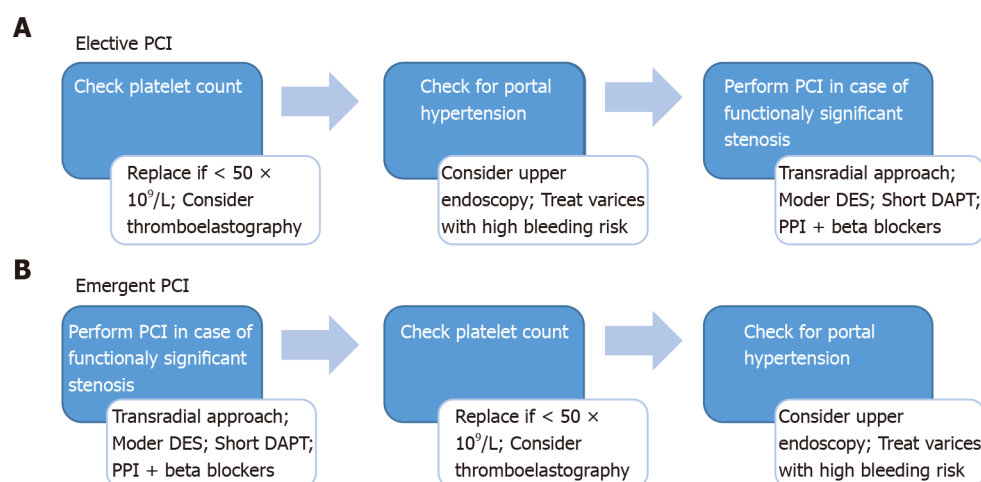 A
Elective PCI
Check platelet count
Replace if < 50 ×
10⁹/L; Consider
thromboelastography
Check for portal
hypertension
Consider upper
endoscopy; Treat varices
with high bleeding risk
Perform PCI in case of
functionaly significant
stenosis
Transradial approach;
Moder DES; Short DAPT;
PPI + beta blockers
B
Emergent PCI
Perform PCI in case of
functionaly significant
stenosis
Transradial approach;
Moder DES; Short DAPT;
PPI + beta blockers
Check platelet count
Replace if < 50 ×
10⁹/L; Consider
thromboelastography
Check for portal
hypertension
Consider upper
endoscopy; Treat varices
with high bleeding risk